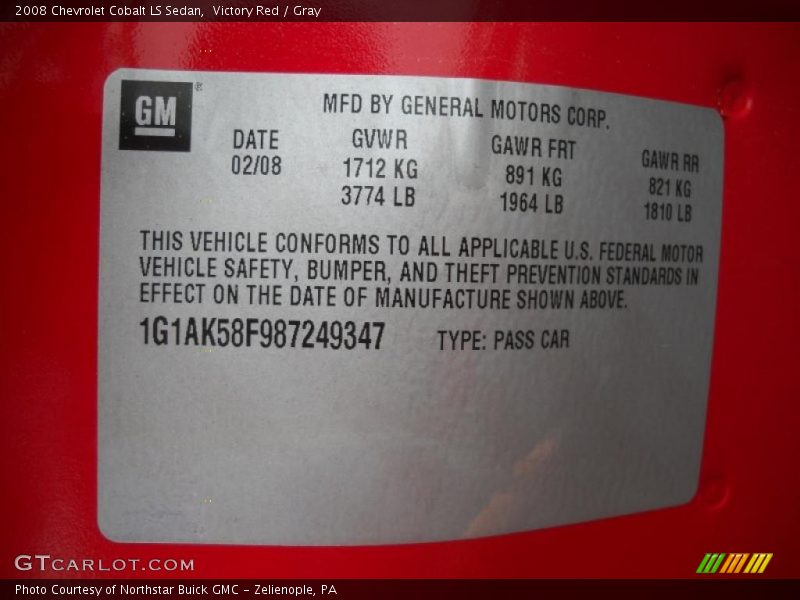 2008 Chevrolet Cobalt LS Sedan, Victory Red / Gray
GM®
MFD BY GENERAL MOTORS CORP.
DATE GVWR GAWR FRT GAWR RR
02/08 1712 KG 891 KG 821 KG
3774 LB 1964 LB 1810 LB
THIS VEHICLE CONFORMS TO ALL APPLICABLE U.S. FEDERAL MOTOR
VEHICLE SAFETY, BUMPER, AND THEFT PREVENTION STANDARDS IN
EFFECT ON THE DATE OF MANUFACTURE SHOWN ABOVE.
1G1AK58F987249347 TYPE: PASS CAR
GTCARLOT.COM
Photo Courtesy of Northstar Buick GMC - Zelienople, PA